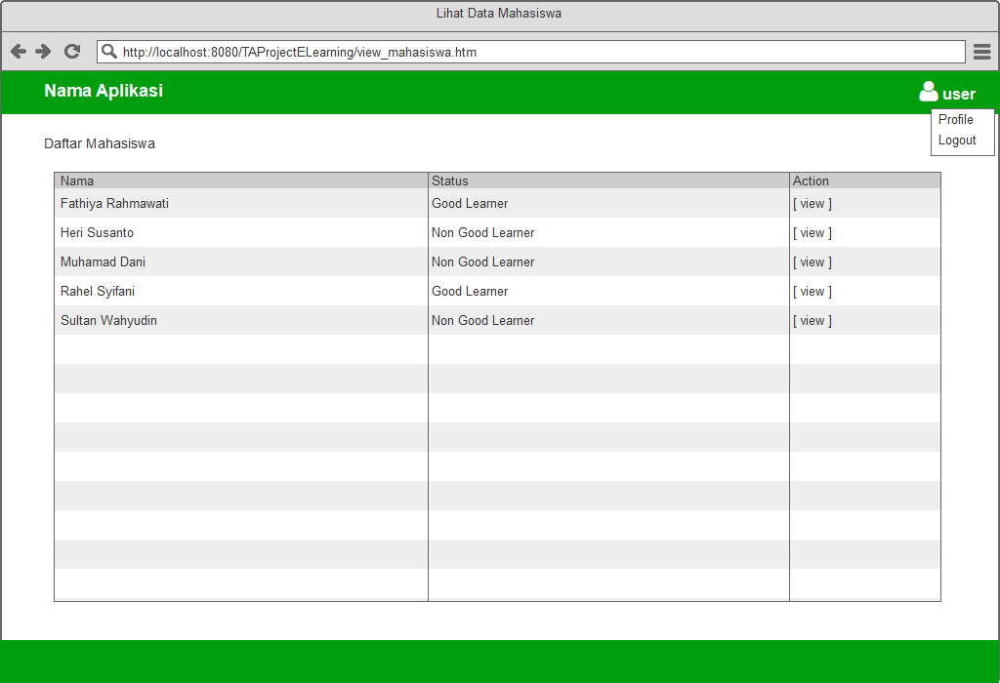 Lihat Data Mahasiswa
http://localhost:8080/TAProjectELearning/view_mahasiswa.htm
Nama Aplikasi user
Profile
Logout
Daftar Mahasiswa
Nama Status Action
Fathiya Rahmawati Good Learner [ view ]
Heri Susanto Non Good Learner [ view ]
Muhamad Dani Non Good Learner [ view ]
Rahel Syifani Good Learner [ view ]
Sultan Wahyudin Non Good Learner [ view ]